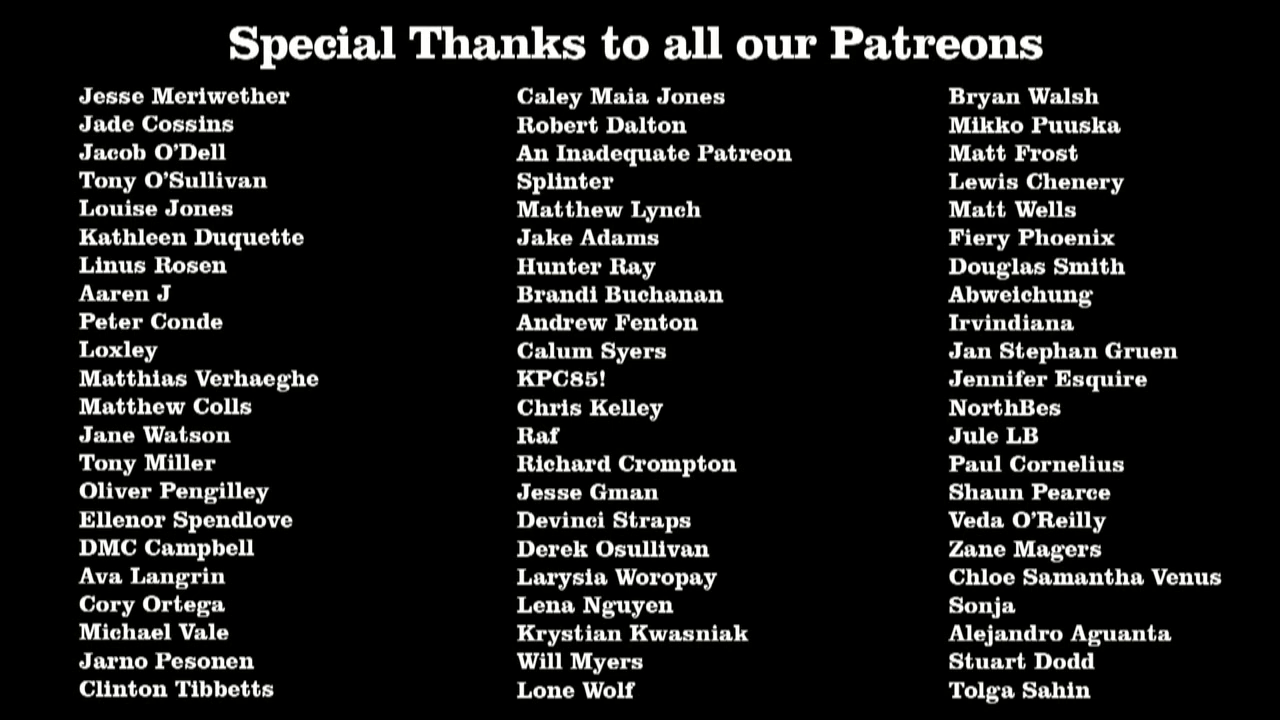 Special Thanks to all our Patreons
Jesse Meriwether
Jade Cossins
Jacob O'Dell
Tony O'Sullivan
Louise Jones
Kathleen Duquette
Linus Rosen
Aaren J
Peter Conde
Loxley
Matthias Verhaeghe
Matthew Colls
Jane Watson
Tony Miller
Oliver Pengilley
Ellenor Spendlove
DMC Campbell
Ava Langrin
Cory Ortega
Michael Vale
Jarno Pesonen
Clinton Tibbetts
Caley Maia Jones
Robert Dalton
An Inadequate Patreon
Splinter
Matthew Lynch
Jake Adams
Hunter Ray
Brandi Buchanan
Andrew Fenton
Calum Syers
KPC85!
Chris Kelley
Raf
Richard Crompton
Jesse Gman
Devinci Straps
Derek Osullivan
Larysia Woropay
Lena Nguyen
Krystian Kwasniak
Will Myers
Lone Wolf
Bryan Walsh
Mikko Puuska
Matt Frost
Lewis Chenery
Matt Wells
Fiery Phoenix
Douglas Smith
Abweichung
Irvindiana
Jan Stephan Gruen
Jennifer Esquire
NorthBes
Jule LB
Paul Cornelius
Shaun Pearce
Veda O'Reilly
Zane Magers
Chloe Samantha Venus
Sonja
Alejandro Aguanta
Stuart Dodd
Tolga Sahin